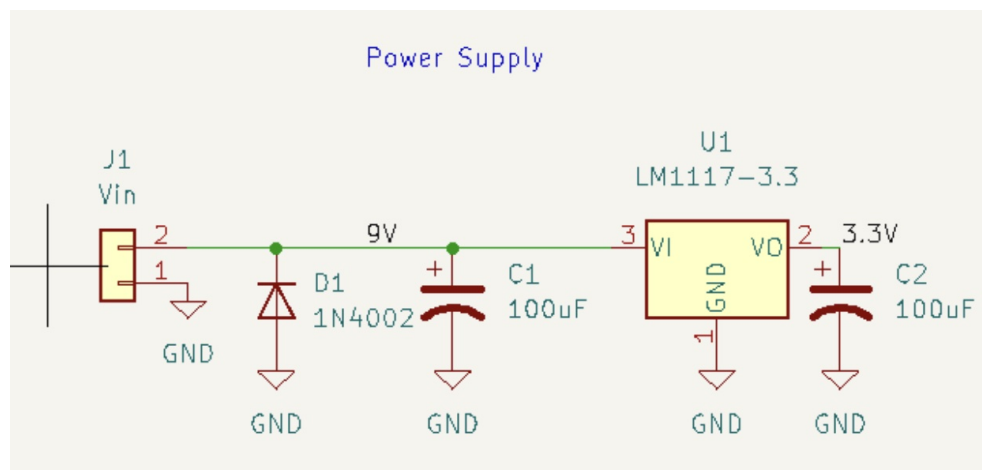 Power Supply
J1
Vin
2
1
GND
9V
D1
1N4002
GND
+
C1
100uF
GND
U1
LM1117-3.3
3
VI
VO
2
GND
1
GND
3.3V
+
C2
100uF
GND